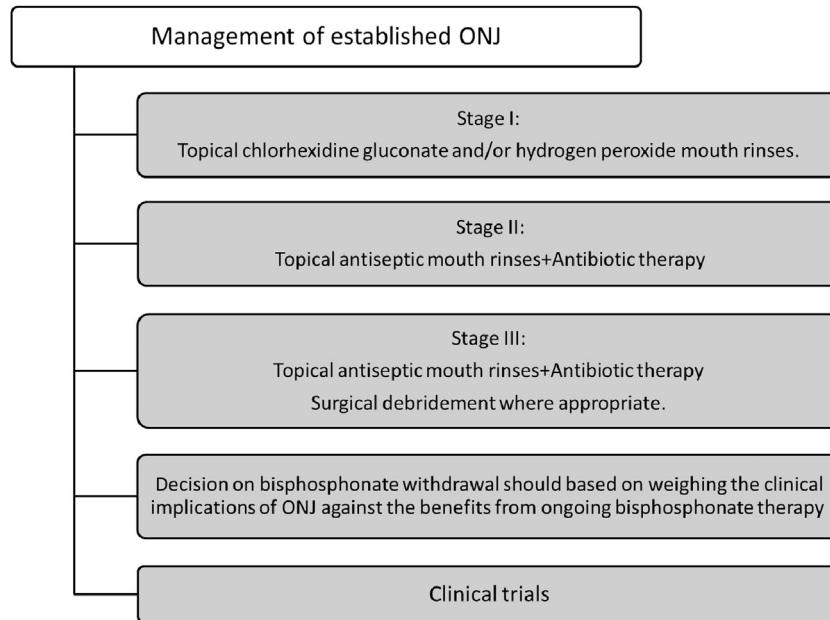 Management of established ONJ
Stage I:
Topical chlorhexidine gluconate and/or hydrogen peroxide mouth rinses.
Stage II:
Topical antiseptic mouth rinses+Antibiotic therapy
Stage III:
Topical antiseptic mouth rinses+Antibiotic therapy
Surgical debridement where appropriate.
Decision on bisphosphonate withdrawal should based on weighing the clinical
implications of ONJ against the benefits from ongoing bisphosphonate therapy
Clinical trials